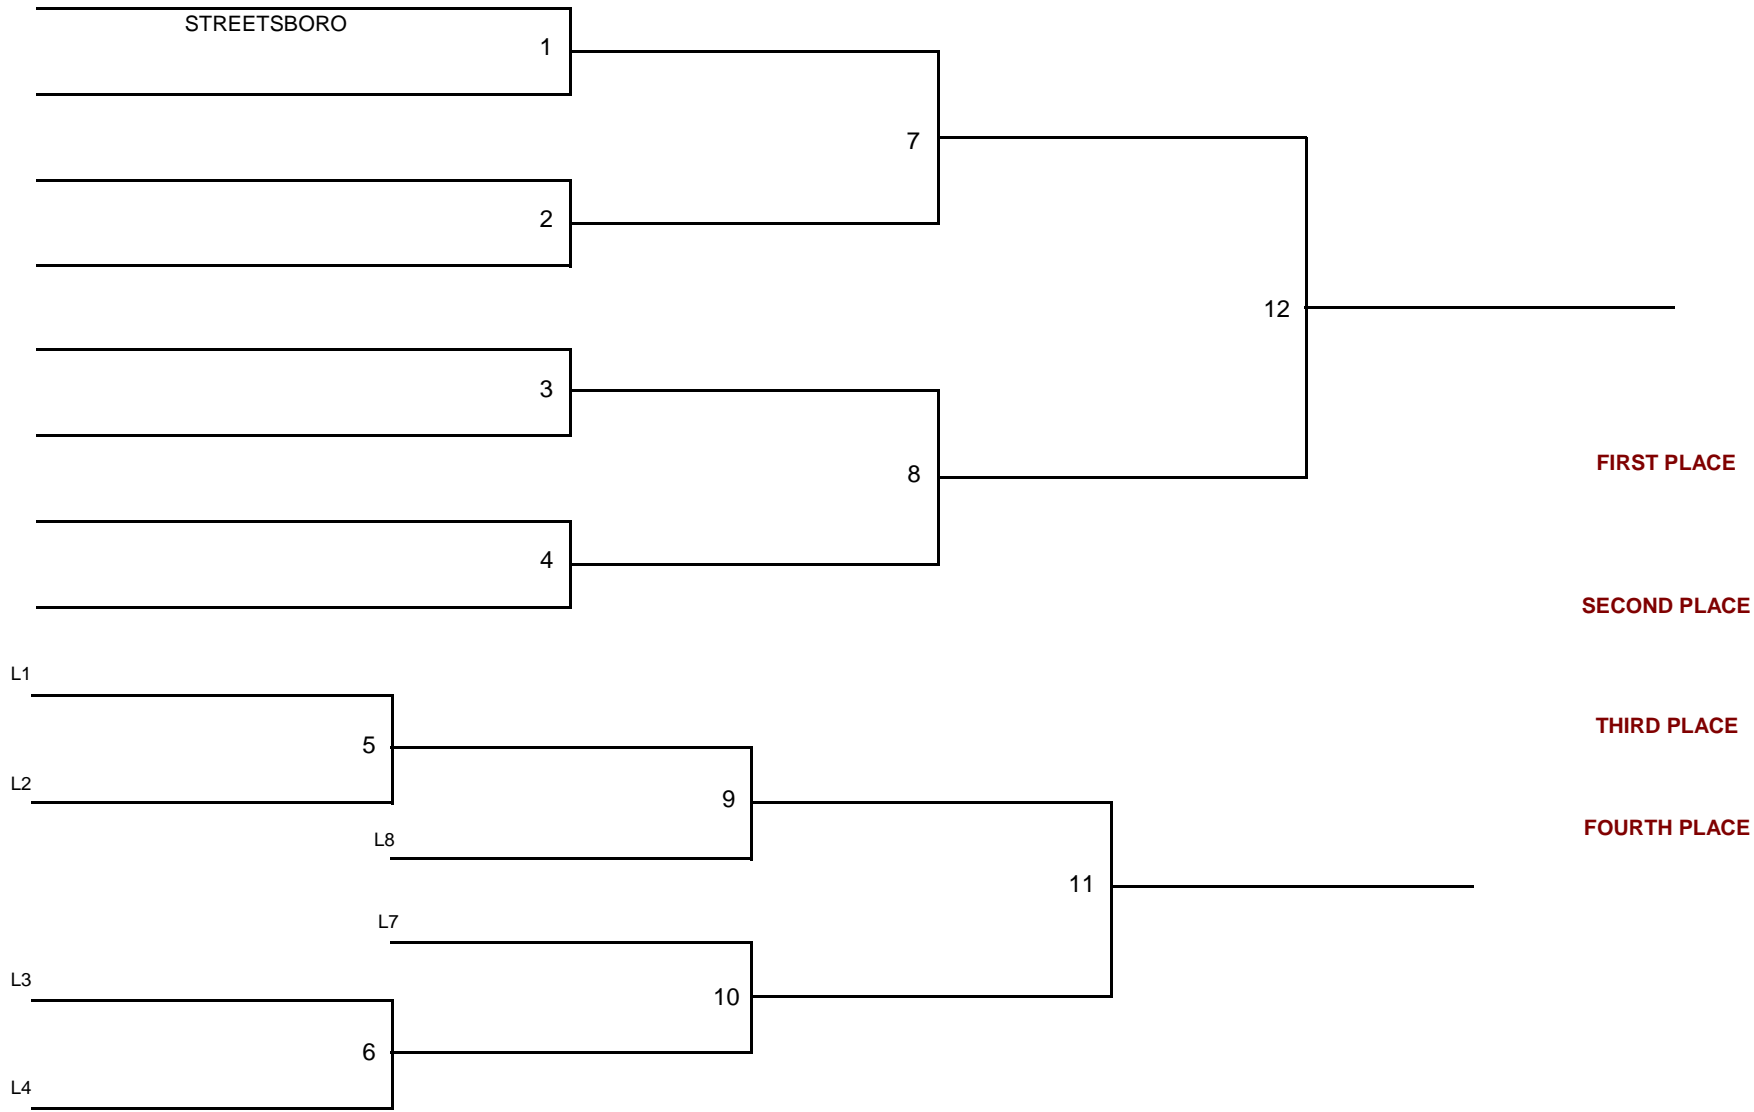 STREETSBORO
1
7
2
12
3
FIRST PLACE
8
4
SECOND PLACE
L1
THIRD PLACE
5
L2
9
FOURTH PLACE
L8
11
L7
L3
10
6
L4